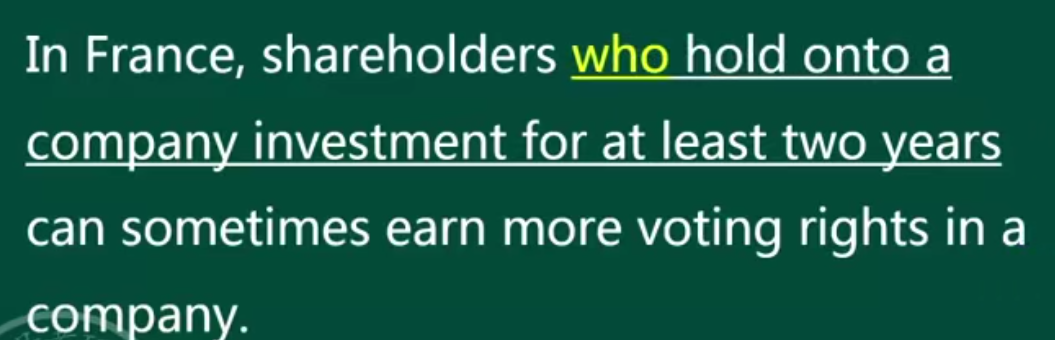 In France, shareholders who hold onto a
company investment for at least two years
can sometimes earn more voting rights in a
company.